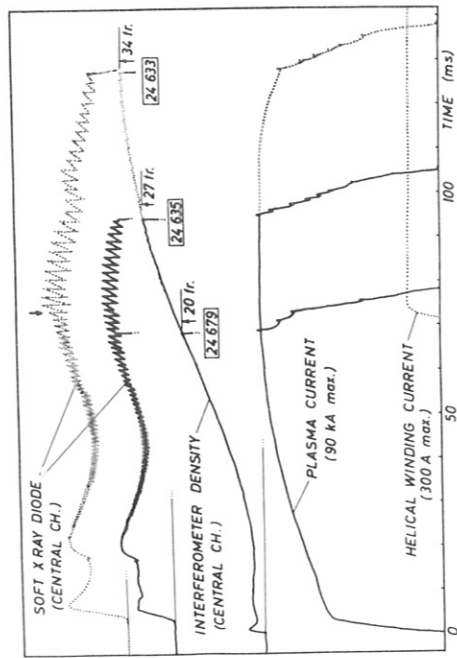 SOFT X RAY DIODE
(CENTRAL CH.)
34 fr.
24 633
27 fr.
24 635
20 fr.
24 679
INTERFEROMETER DENSITY
(CENTRAL CH.)
PLASMA CURRENT
(90 kA max.)
HELICAL WINDING CURRENT
(300 A max.)
0
50
100
TIME (ms)